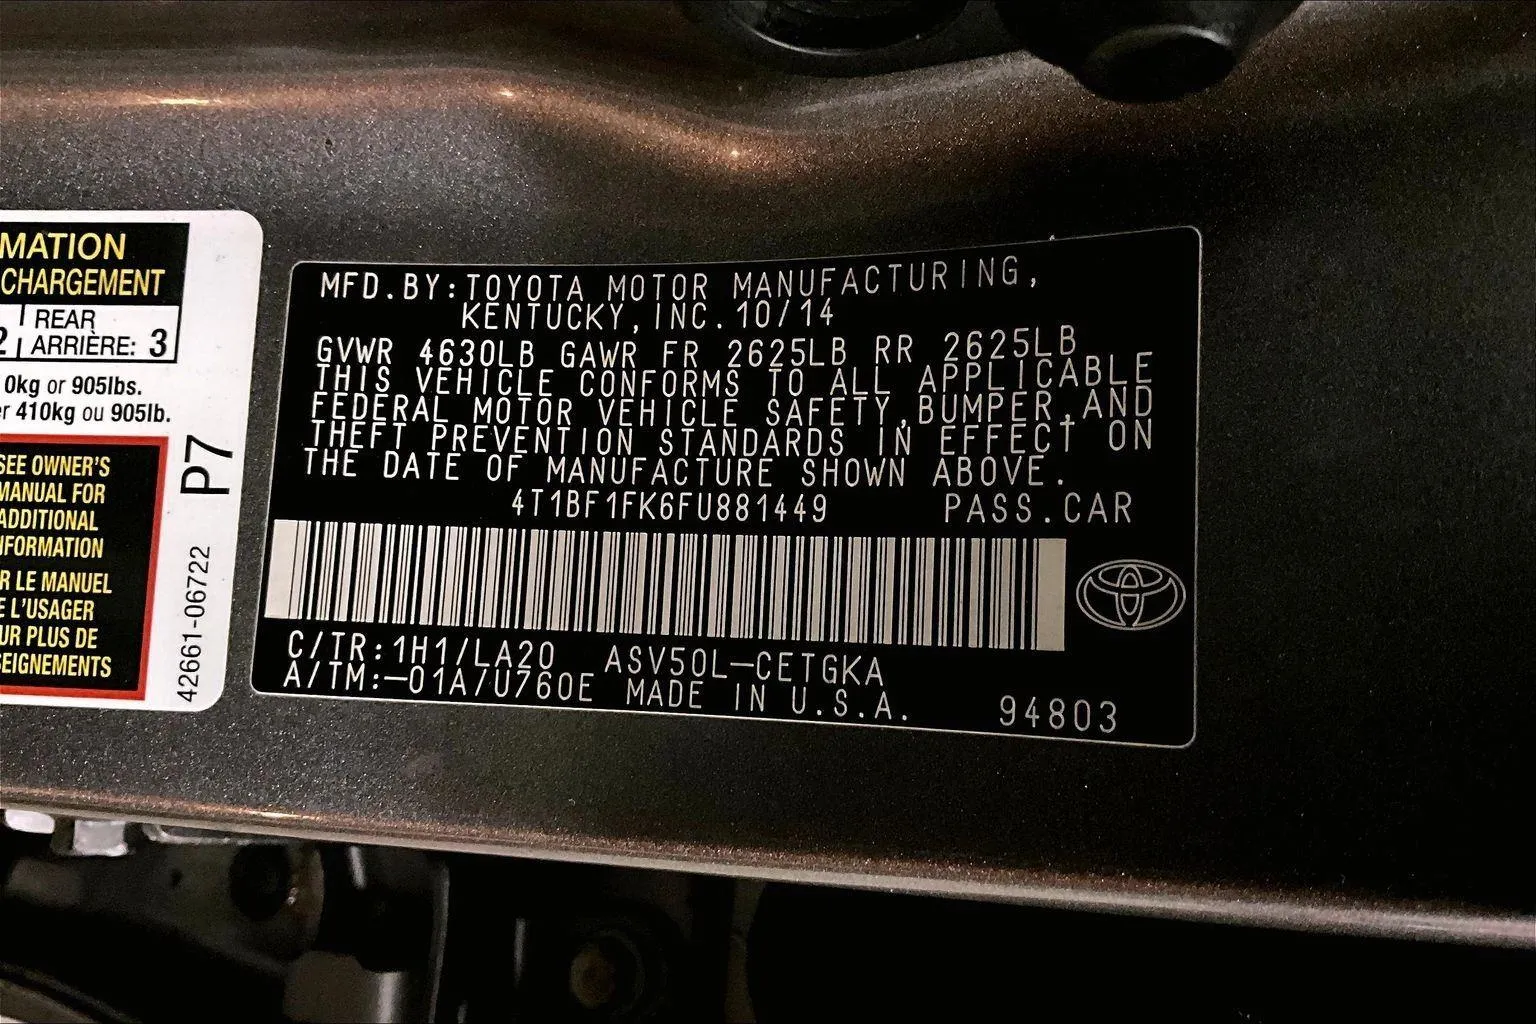 MATION
CHARGEMENT
2 REAR
ARRIÈRE: 3
0kg or 905lbs.
er 410kg ou 905lb.
SEE OWNER'S
MANUAL FOR
ADDITIONAL
NFORMATION
R LE MANUEL
E L'USAGER
UR PLUS DE
SEIGNEMENTS
P7
42661-06722
MFD.BY:TOYOTA MOTOR MANUFACTURING,
KENTUCKY,INC.10/14
GVWR 4630LB GAWR FR 2625LB RR 2625LB
THIS VEHICLE CONFORMS TO ALL APPLICABLE
FEDERAL MOTOR VEHICLE SAFETY,BUMPER,AND
THEFT PREVENTION STANDARDS IN EFFECT ON
THE DATE OF MANUFACTURE SHOWN ABOVE.
4T1BF1FK6FU881449 PASS.CAR
C/TR:1H1/LA20 ASV50L-CETGKA
A/TM:-01A/U760E MADE IN U.S.A. 94803